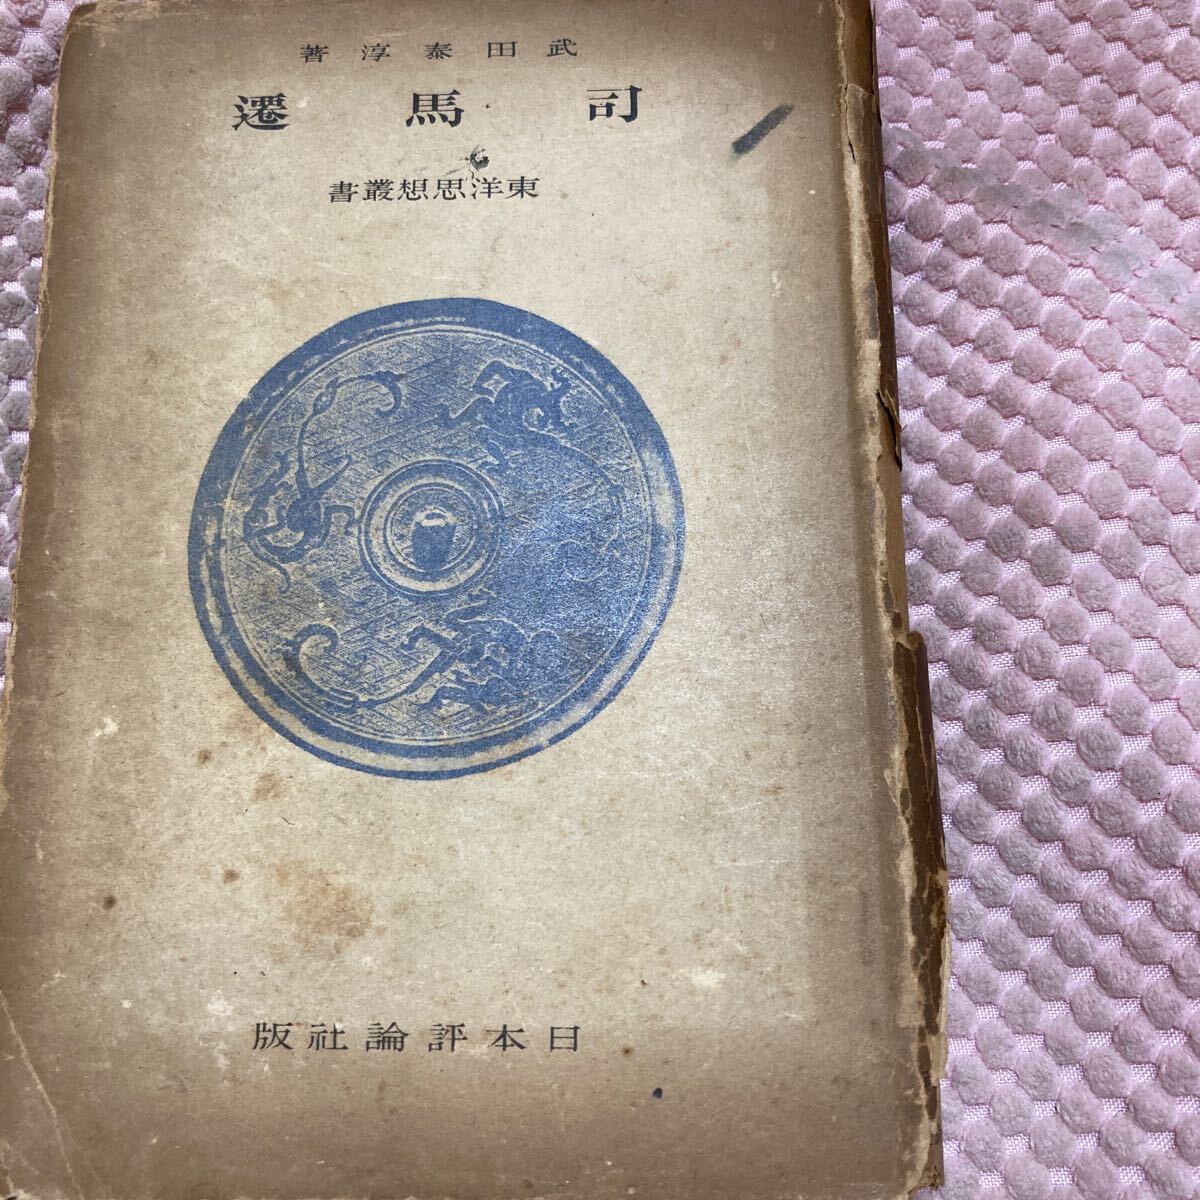 武田泰淳著
司馬遷
東洋思想叢書
日本評論社版